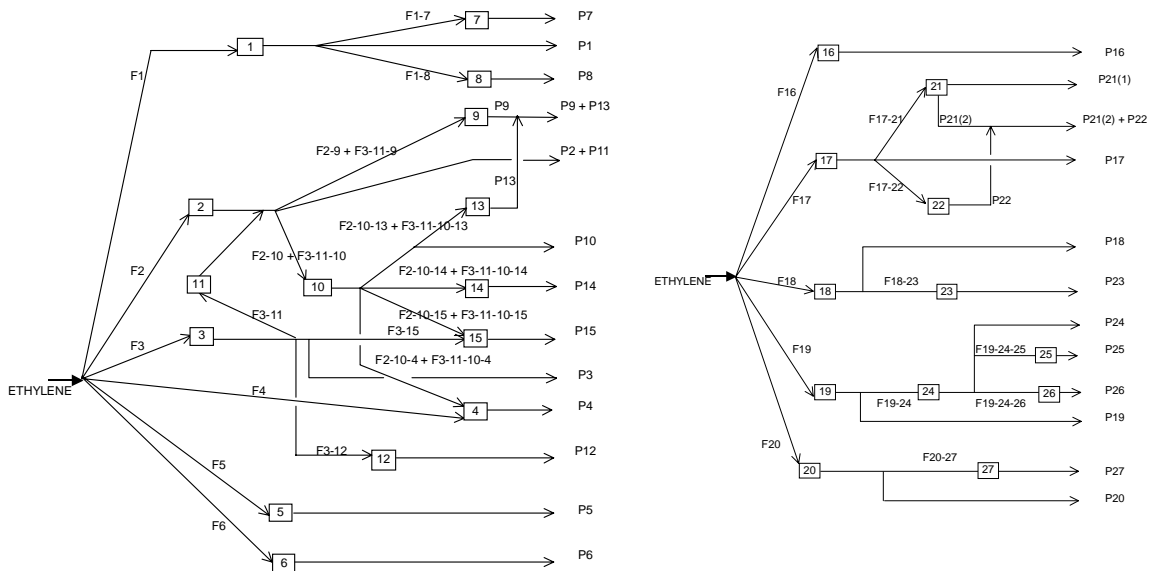 F1-7
7
P7
1
P1
F1
F1-8
8
P8
P9
9
P9 + P13
F2-9 + F3-11-9
P2 + P11
P13
2
13
F2-10-13 + F3-11-10-13
F2
F2-10 + F3-11-10
P10
11
10
F2-10-14 + F3-11-10-14
14
P14
F3-11
F2-10-15 + F3-11-10-15
F3
3
F3-15
15
P15
F2-10-4 + F3-11-10-4
P3
ETHYLENE
F4
4
P4
F3-12
12
P12
F5
5
P5
F6
6
P6
16
P16
F16
21
P21(1)
F17-21
P21(2)
P21(2) + P22
17
P17
F17
F17-22
22
P22
P18
ETHYLENE
F18
18
F18-23
23
P23
P24
F19
F19-24-25
25
P25
19
F19-24
24
F19-24-26
26
P26
P19
F20
20
F20-27
27
P27
P20